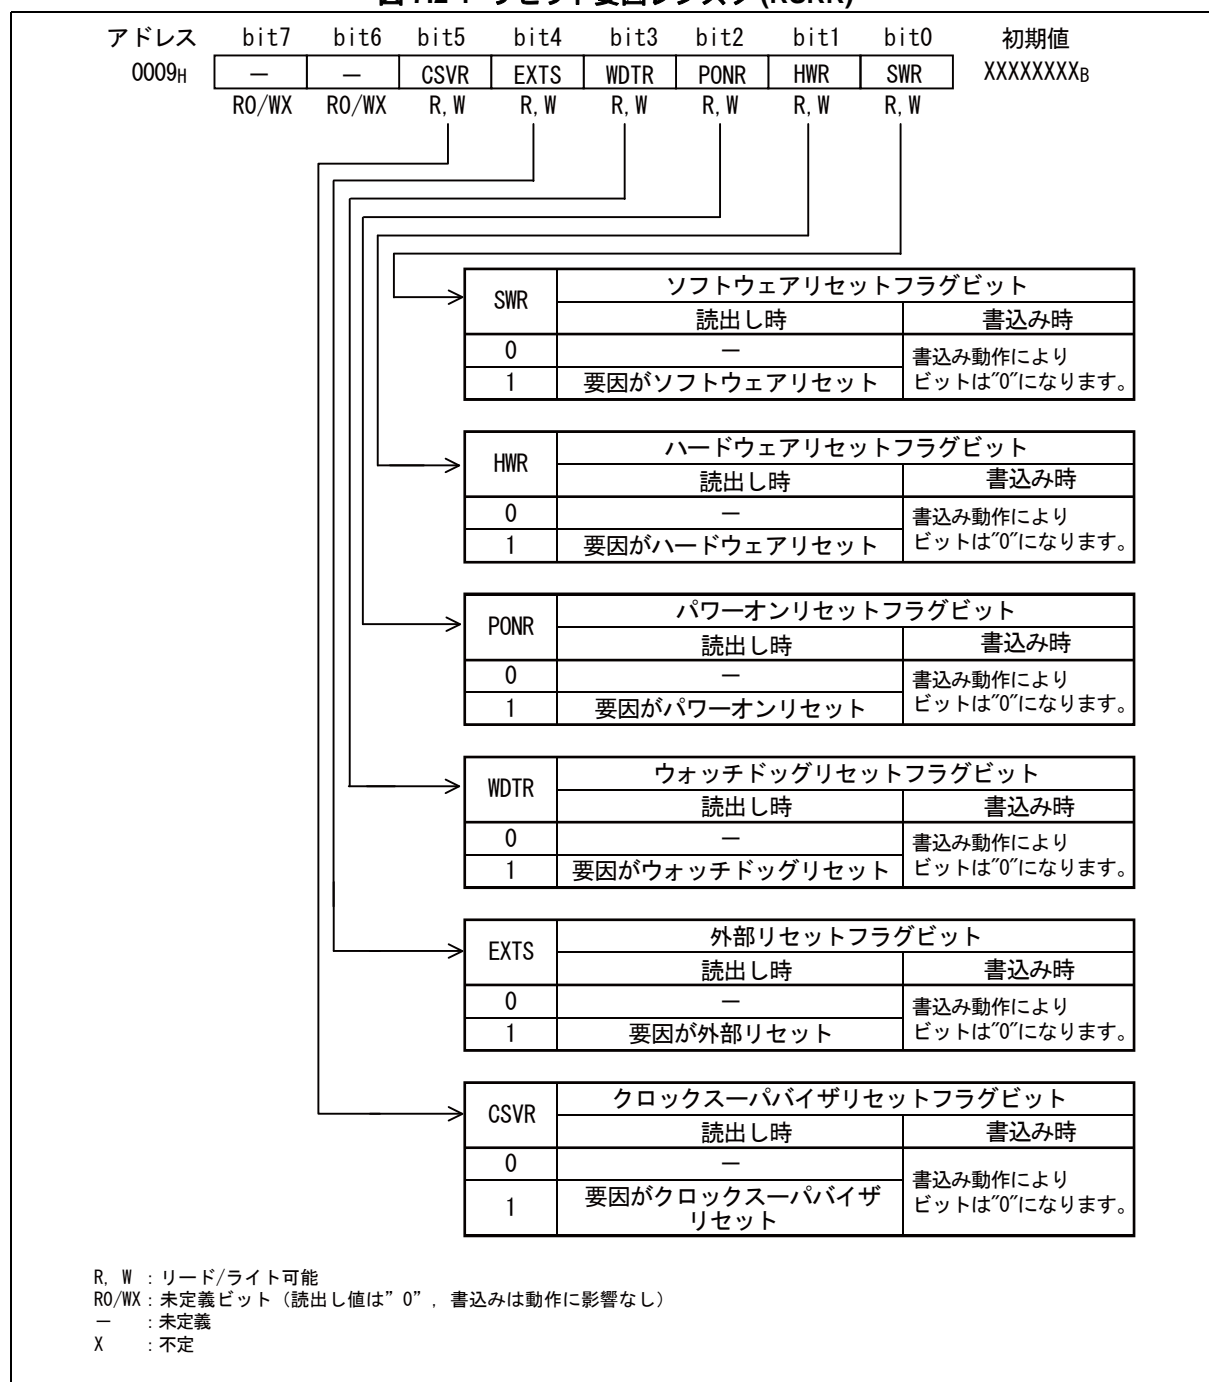 アドレス bit7 bit6 bit5 bit4 bit3 bit2 bit1 bit0 初期値
0009H — — CSVR EXTS WDTR PONR HWR SWR XXXXXXXXB
R0/WX R0/WX R,W R,W R,W R,W R,W R,W
SWR ソフトウェアリセットフラグビット
読出し時 書込み時
0 — 書込み動作により
1 要因がソフトウェアリセット ビットは"0"になります。
HWR ハードウェアリセットフラグビット
読出し時 書込み時
0 — 書込み動作により
1 要因がハードウェアリセット ビットは"0"になります。
PONR パワーオンリセットフラグビット
読出し時 書込み時
0 — 書込み動作により
1 要因がパワーオンリセット ビットは"0"になります。
WDTR ウォッチドッグリセットフラグビット
読出し時 書込み時
0 — 書込み動作により
1 要因がウォッチドッグリセット ビットは"0"になります。
EXTS 外部リセットフラグビット
読出し時 書込み時
0 — 書込み動作により
1 要因が外部リセット ビットは"0"になります。
CSVR クロックスーパバイザリセットフラグビット
読出し時 書込み時
0 — 書込み動作により
1 要因がクロックスーパバイザ ビットは"0"になります。
リセット
R, W : リード/ライト可能
R0/WX : 未定義ビット（読出し値は"0", 書込みは動作に影響なし）
— : 未定義
X : 不定